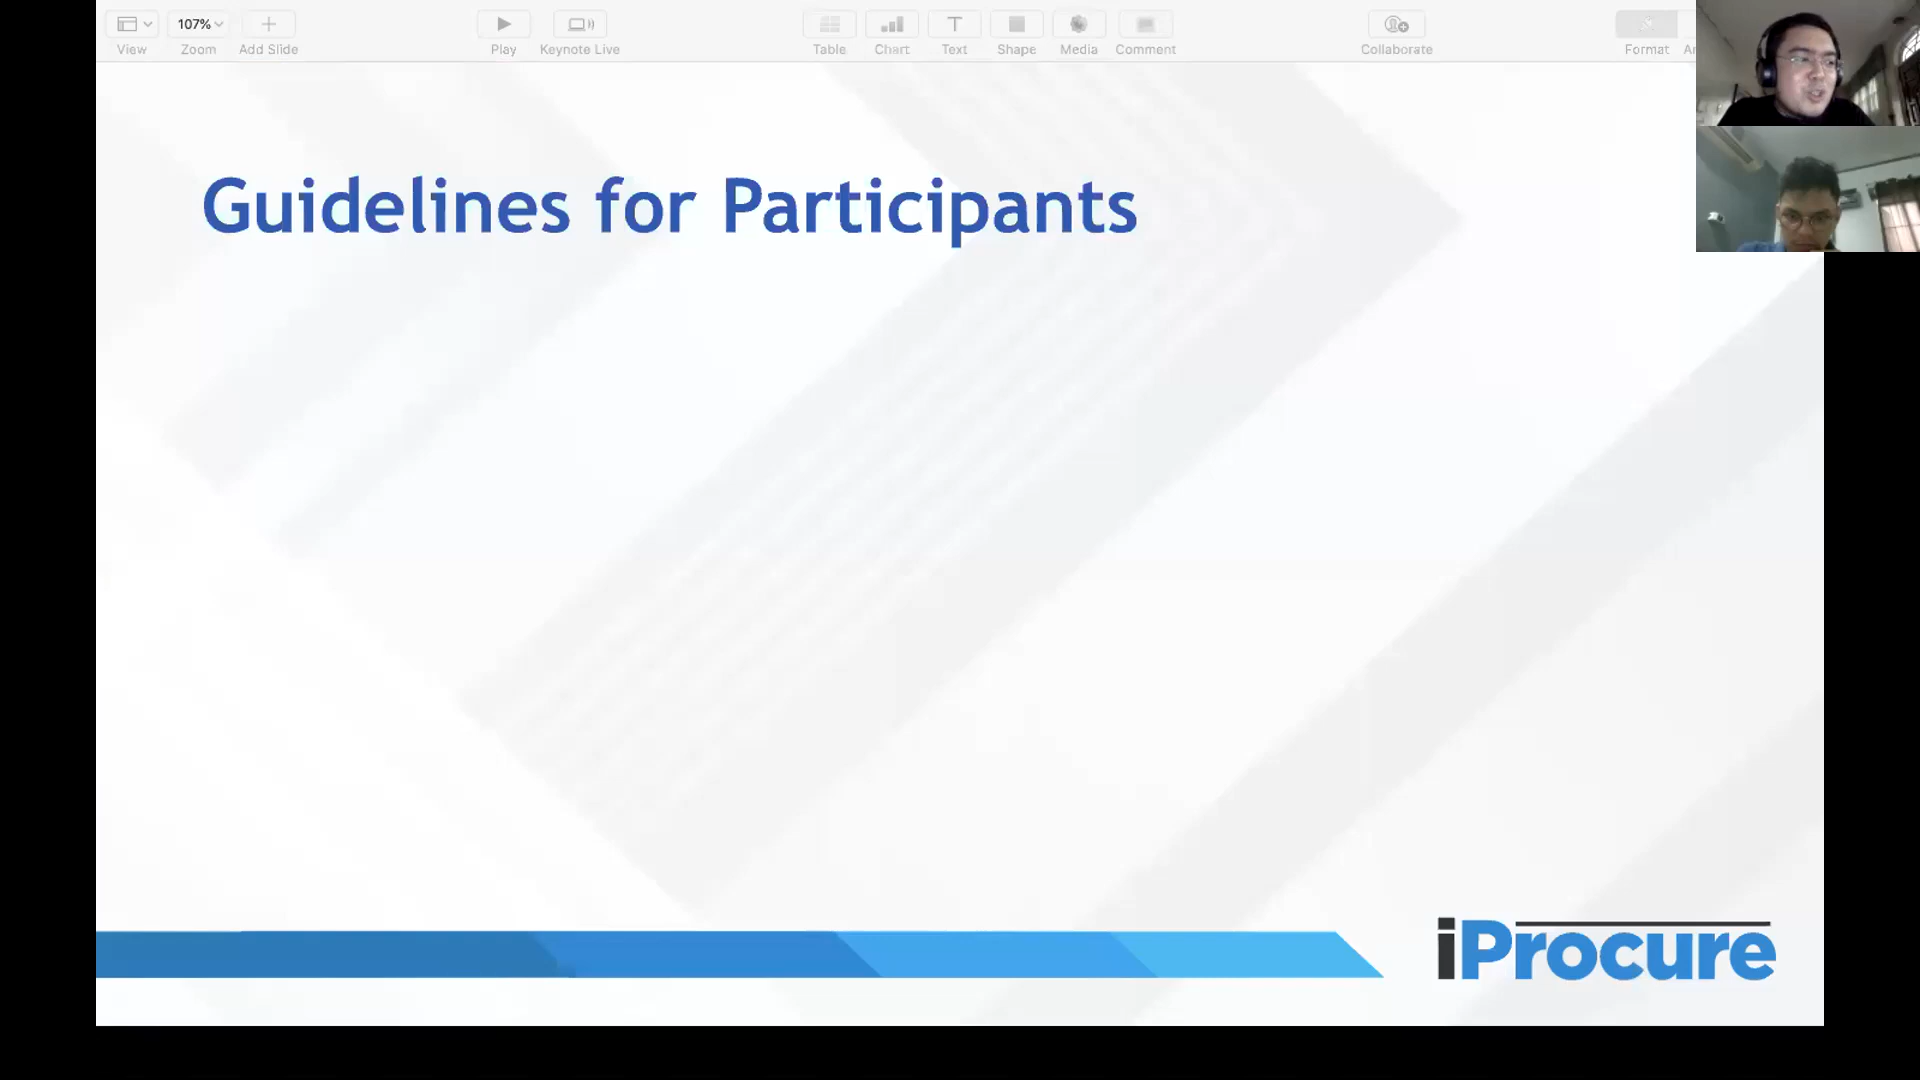 107%
View
Zoom
Add Slide
Play
Keynote Live
Table
Chart
Text
Shape
Media
Comment
Collaborate
Format
Guidelines for Participants
iProcure